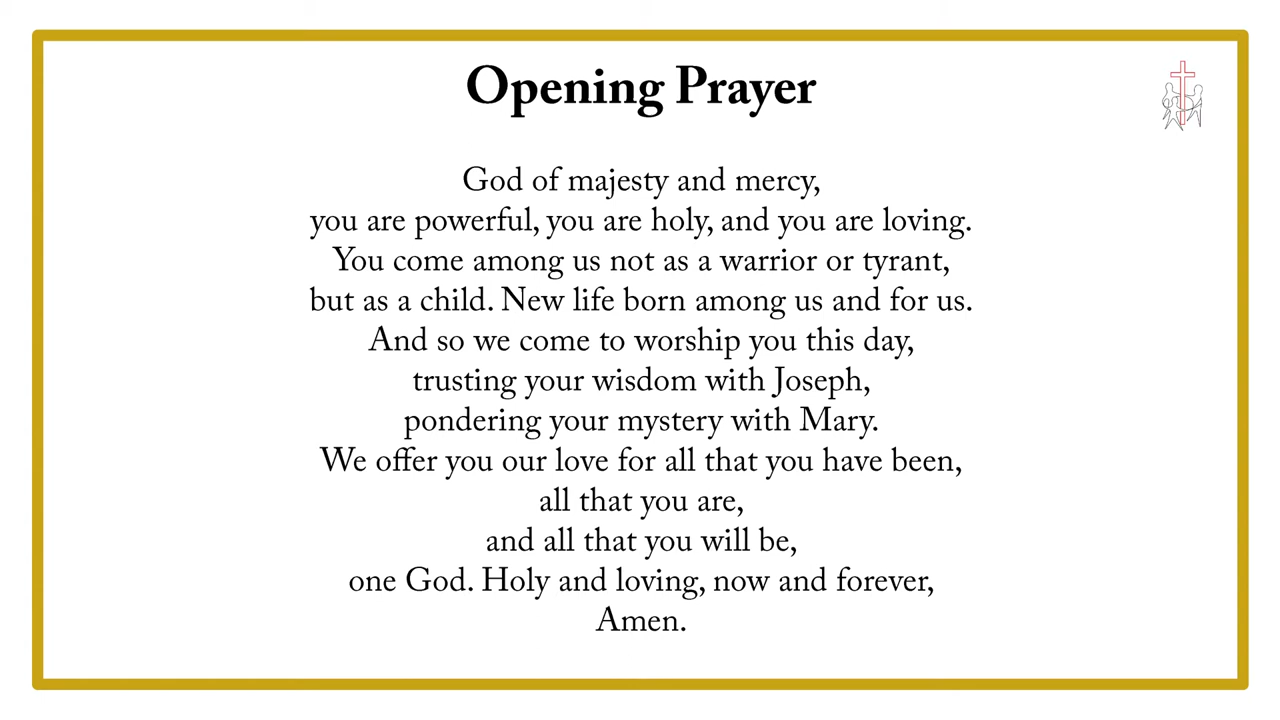 Opening Prayer
God of majesty and mercy,
you are powerful, you are holy, and you are loving.
You come among us not as a warrior or tyrant,
but as a child. New life born among us and for us.
And so we come to worship you this day,
trusting your wisdom with Joseph,
pondering your mystery with Mary.
We offer you our love for all that you have been,
all that you are,
and all that you will be,
one God. Holy and loving, now and forever,
Amen.